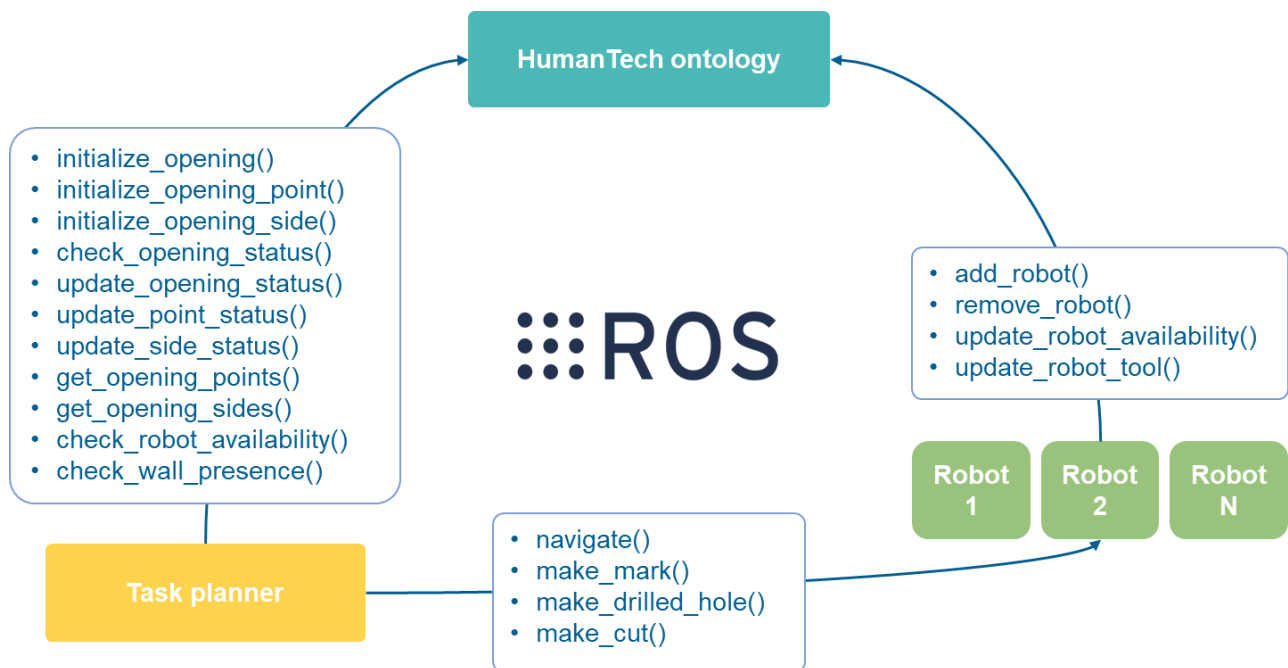 HumanTech ontology
• initialize_opening()
• initialize_opening_point()
• initialize_opening_side()
• check_opening_status()
• update_opening_status()
• update_point_status()
• update_side_status()
• get_opening_points()
• get_opening_sides()
• check_robot_availability()
• check_wall_presence()
ROS
• add_robot()
• remove_robot()
• update_robot_availability()
• update_robot_tool()
Robot
1
Robot
2
Robot
N
Task planner
• navigate()
• make_mark()
• make_drilled_hole()
• make_cut()